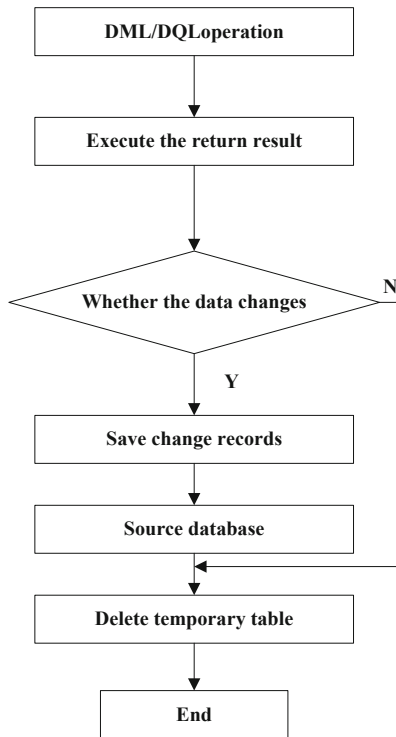 DML/DQLoperation
Execute the return result
Whether the data changes
N
Y
Save change records
Source database
Delete temporary table
End